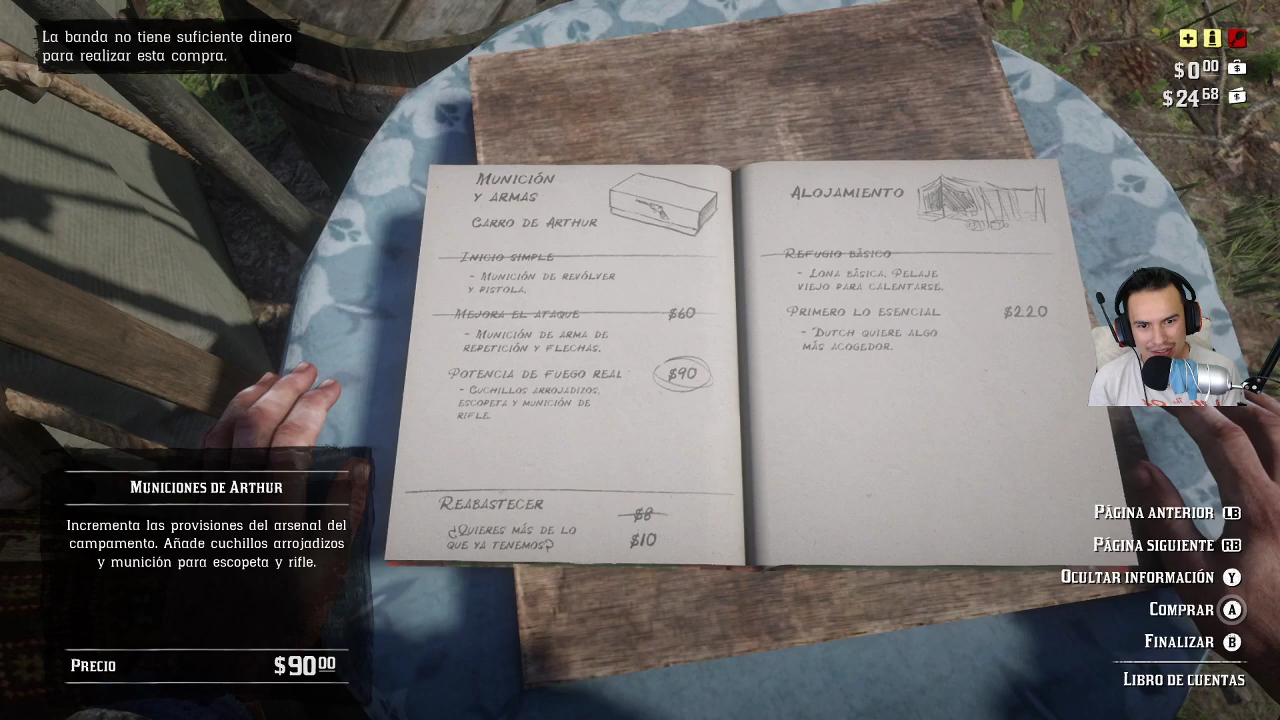 La banda no tiene suficiente dinero
para realizar esta compra.
$0 00
$24 68
MUNICIÓN
Y ARMAS
CARRO DE ARTHUR
INICIO SIMPLE
- MUNICIÓN DE REVÓLVER
Y PISTOLA.
MEJORA EL ATAQUE $60
- MUNICIÓN DE ARMA DE
REPETICIÓN Y FLECHAS.
POTENCIA DE FUEGO REAL $90
- CUCHILLOS ARROJADIZOS,
ESCOPETA Y MUNICIÓN DE
RIFLE.
REABASTECER $8
¿QUIERES MÁS DE LO
QUE YA TENEMOS? $10
ALOJAMIENTO
REFUGIO BÁSICO
- LONA BÁSICA. PELAJE
VIEJO PARA CALENTARSE.
PRIMERO LO ESENCIAL $220
- DUTCH QUIERE ALGO
MÁS ACOGEDOR.
MUNICIONES DE ARTHUR
Incrementa las provisiones del arsenal del
campamento. Añade cuchillos arrojadizos
y munición para escopeta y rifle.
PRECIO $90 00
PÁGINA ANTERIOR LB
PÁGINA SIGUIENTE RB
OCULTAR INFORMACIÓN Y
COMPRAR A
FINALIZAR B
LIBRO DE CUENTAS